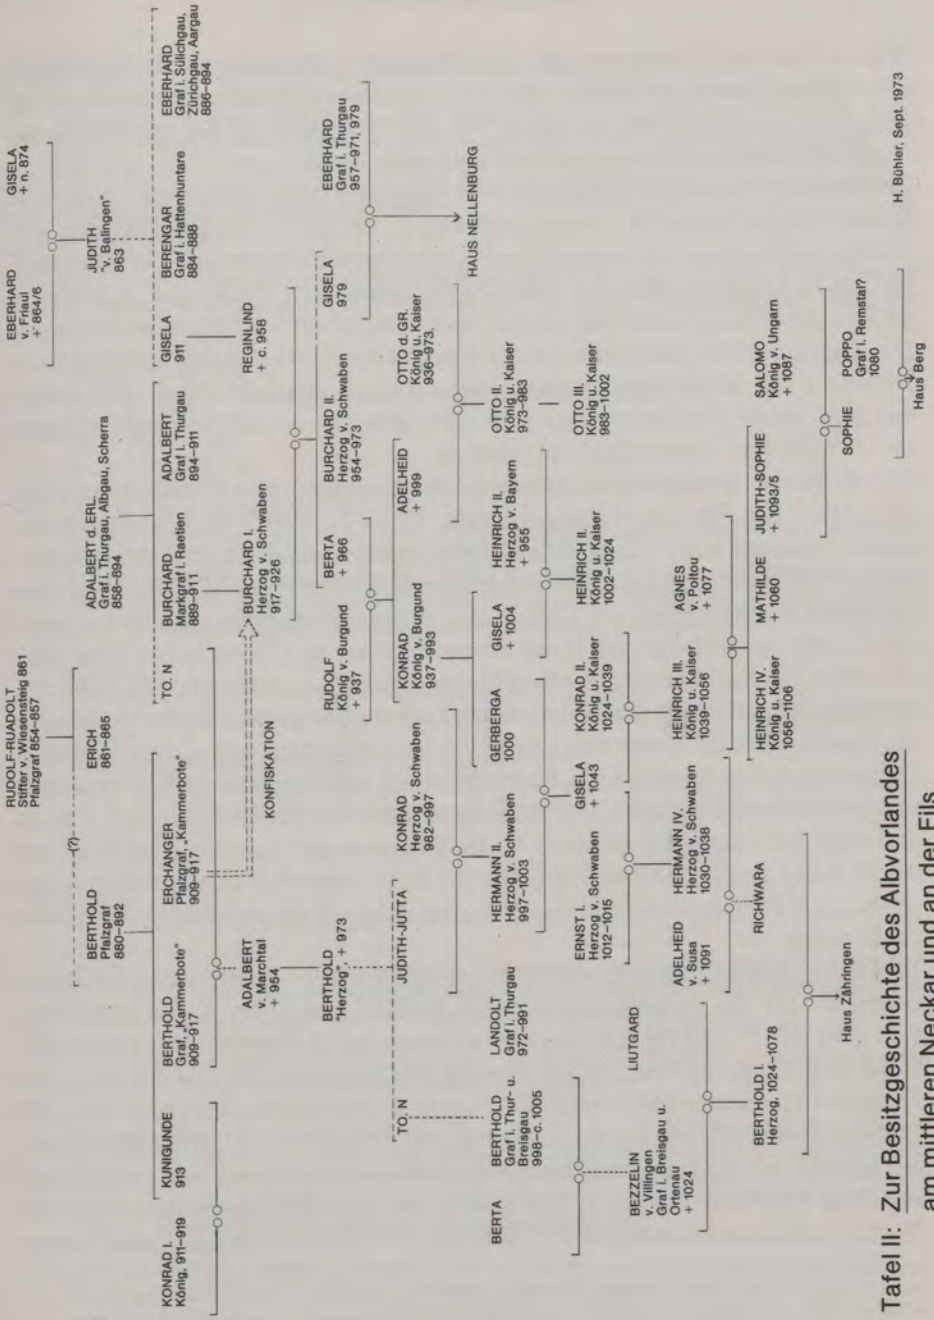 RUDOLF-RUADOLT
Stifter v. Wiesensteig 861
Pfalzgraf 854–857
EBERHARD
v. Friaul
+ 864/6
GISELA
+ n. 874
(?)
ERICH
861–865
ADALBERT d. ERL.
Graf i. Thurgau, Albgau, Scherra
858–894
JUDITH
"v. Balingen"
863
BERTHOLD
Pfalzgraf
880–892
KONRAD I.
König, 911–919
KUNIGUNDE
913
BERTHOLD
Graf, „Kammerbote"
909–917
ERCHANGER
Pfalzgraf, „Kammerbote"
909–917
TO. N
BURCHARD
Markgraf i. Raetien
889–911
ADALBERT
Graf i. Thurgau
894–911
GISELA
911
BERENGAR
Graf i. Hattenhuntare
884–888
EBERHARD
Graf i. Sülichgau,
Zürichgau, Aargau
886–894
ADALBERT
v. Marchtal
+ 954
KONFISKATION
BURCHARD I.
Herzog v. Schwaben
917–926
REGINLIND
+ c. 958
BERTHOLD
"Herzog", + 973
RUDOLF
König v. Burgund
+ 937
BERTA
+ 966
BURCHARD II.
Herzog v. Schwaben
954–973
GISELA
979
EBERHARD
Graf i. Thurgau
957–971, 979
TO. N
JUDITH-JUTTA
KONRAD
Herzog v. Schwaben
982–997
KONRAD
König v. Burgund
937–993
ADELHEID
+ 999
OTTO d. GR.
König u. Kaiser
936–973.
HAUS NELLENBURG
BERTA
BERTHOLD
Graf i. Thur- u.
Breisgau
998–c. 1005
LANDOLT
Graf i. Thurgau
972–991
HERMANN II.
Herzog v. Schwaben
997–1003
GERBERGA
1000
GISELA
+ 1004
HEINRICH II.
Herzog v. Bayern
+ 955
OTTO II.
König u. Kaiser
973–983
ERNST I.
Herzog v. Schwaben
1012–1015
GISELA
+ 1043
KONRAD II.
König u. Kaiser
1024–1039
HEINRICH II.
König u. Kaiser
1002–1024
OTTO III.
König u. Kaiser
983–1002
BEZZELIN
v. Villingen
Graf i. Breisgau u.
Ortenau
+ 1024
LIUTGARD
ADELHEID
v. Susa
+ 1091
HERMANN IV.
Herzog v. Schwaben
1030–1038
HEINRICH III.
König u. Kaiser
1039–1056
AGNES
v. Poitou
+ 1077
BERTHOLD I.
Herzog, 1024–1078
RICHWARA
HEINRICH IV.
König u. Kaiser
1056–1106
MATHILDE
+ 1060
JUDITH-SOPHIE
+ 1093/5
SALOMO
König v. Ungarn
+ 1087
Haus Zähringen
SOPHIE
POPPO
Graf i. Remstal?
1080
Haus Berg
H. Bühler, Sept. 1973
Tafel II: Zur Besitzgeschichte des Albvorlandes
am mittleren Neckar und an der Fils